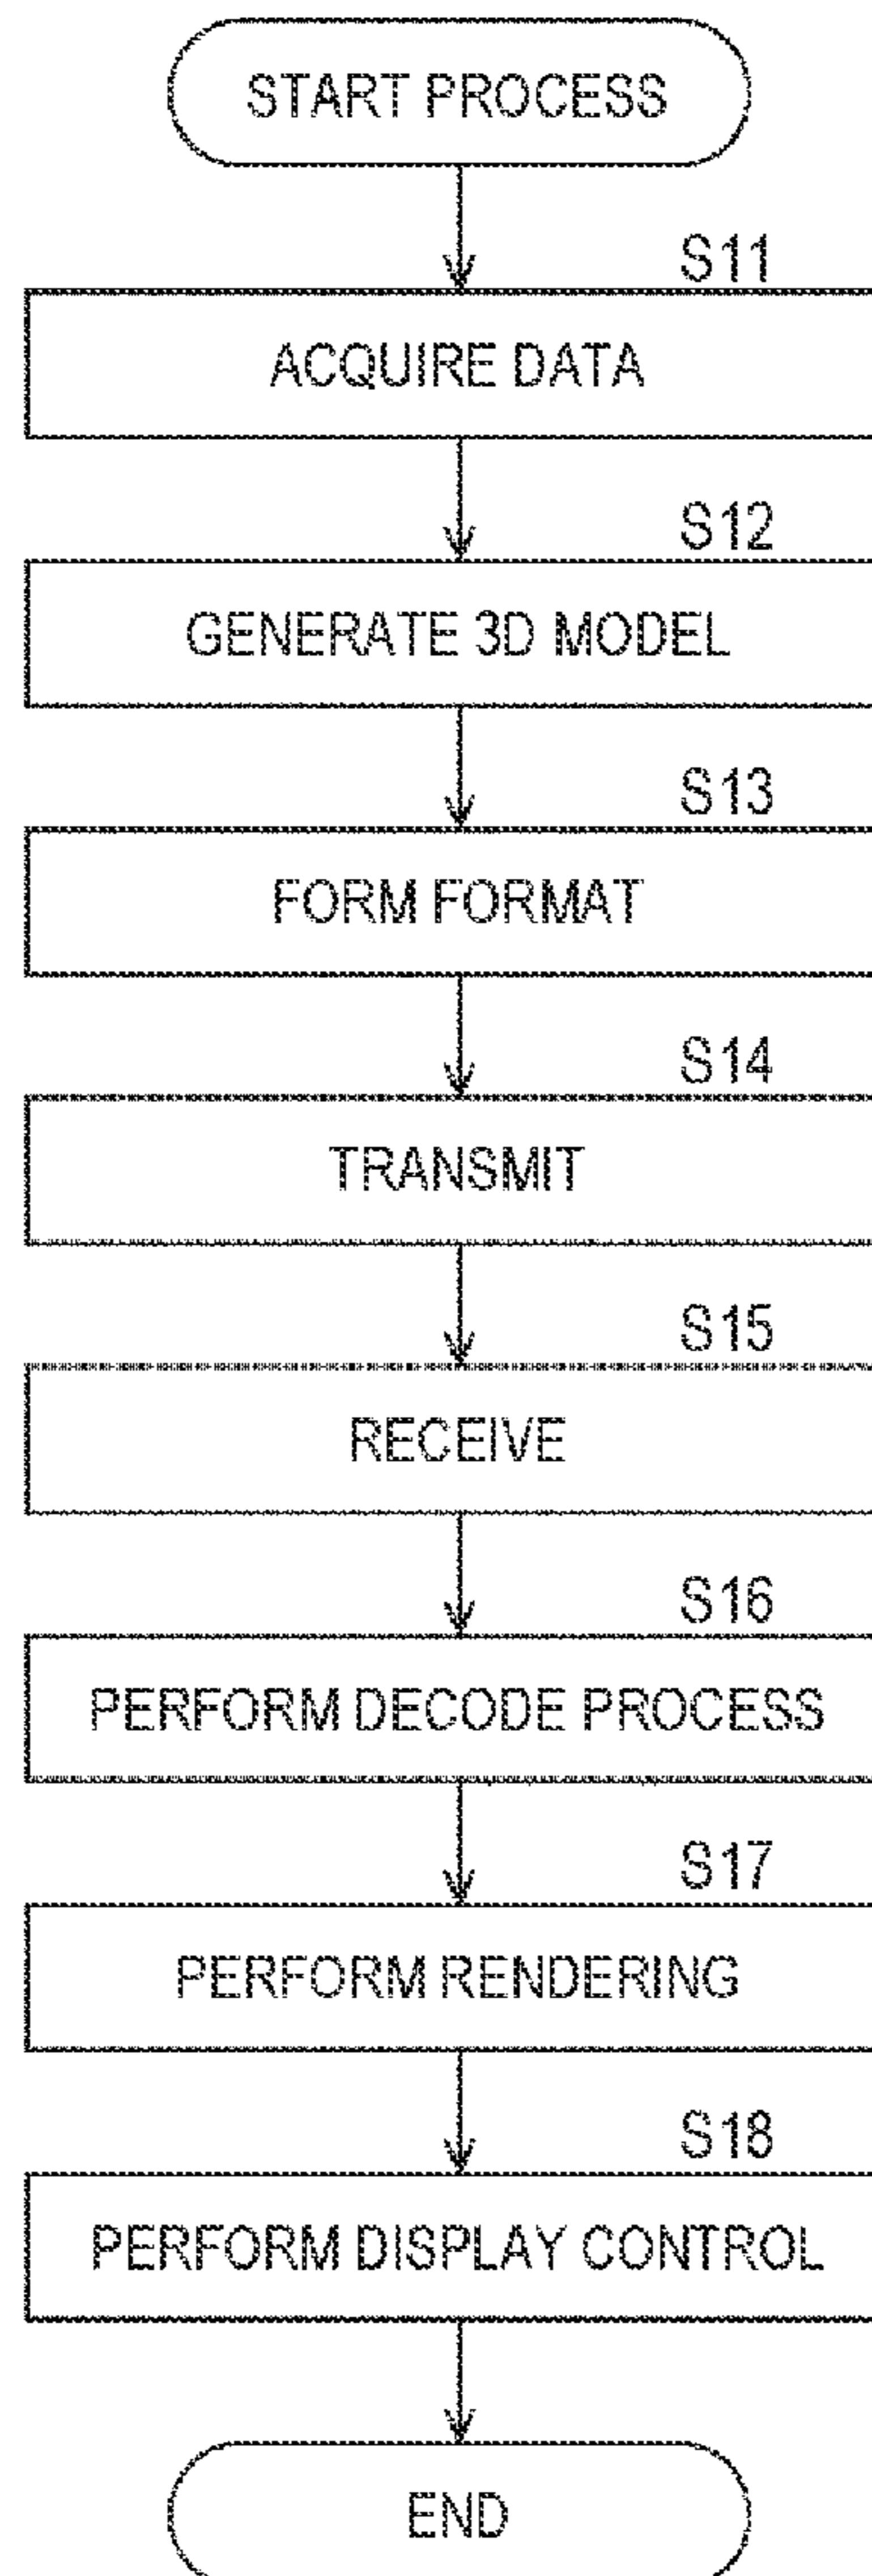 START PROCESS
S11
ACQUIRE DATA
S12
GENERATE 3D MODEL
S13
FORM FORMAT
S14
TRANSMIT
S15
RECEIVE
S16
PERFORM DECODE PROCESS
S17
PERFORM RENDERING
S18
PERFORM DISPLAY CONTROL
END